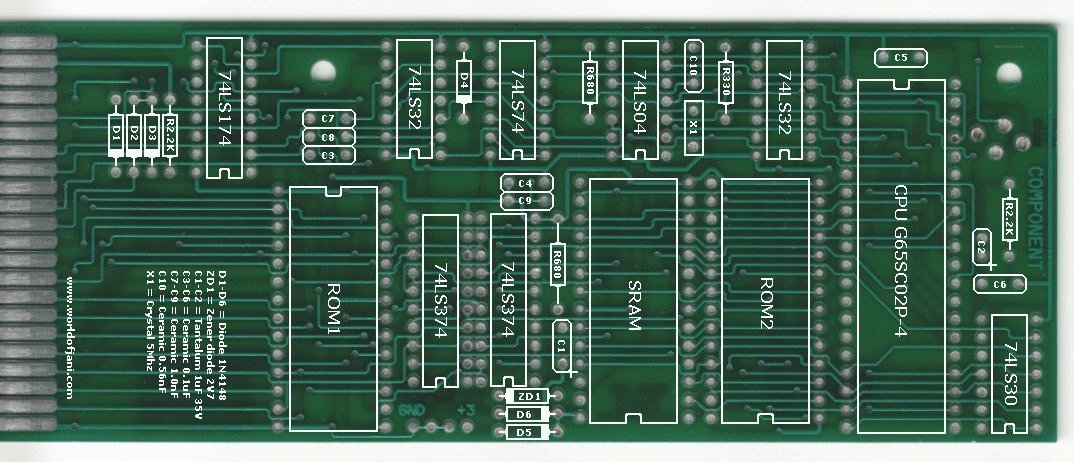 C5
74LS174
74LS32
D4
74LS74
R680
74LS04
C10
R330
74LS32
C7
C8
C3
X1
D1
D2
D3
R2.2K
C4
C9
CPU G65SC02P-4
COMPONENT
R2.2K
C2
C6
ROM1
74LS374
74LS374
R680
SRAM
ROM2
C1
74LS30
D1-D6 = Diode 1N4148
ZD1 = Zener diode 2V7
C1-C2 = Tantalum 1uF 35V
C3-C6 = Ceramic 0.1uF
C7-C9 = Ceramic 1.0nF
C10 = Ceramic 0.56nF
X1 = Crystal 5Mhz
www.worldofjani.com
ZD1
D6
D5
GND
+3